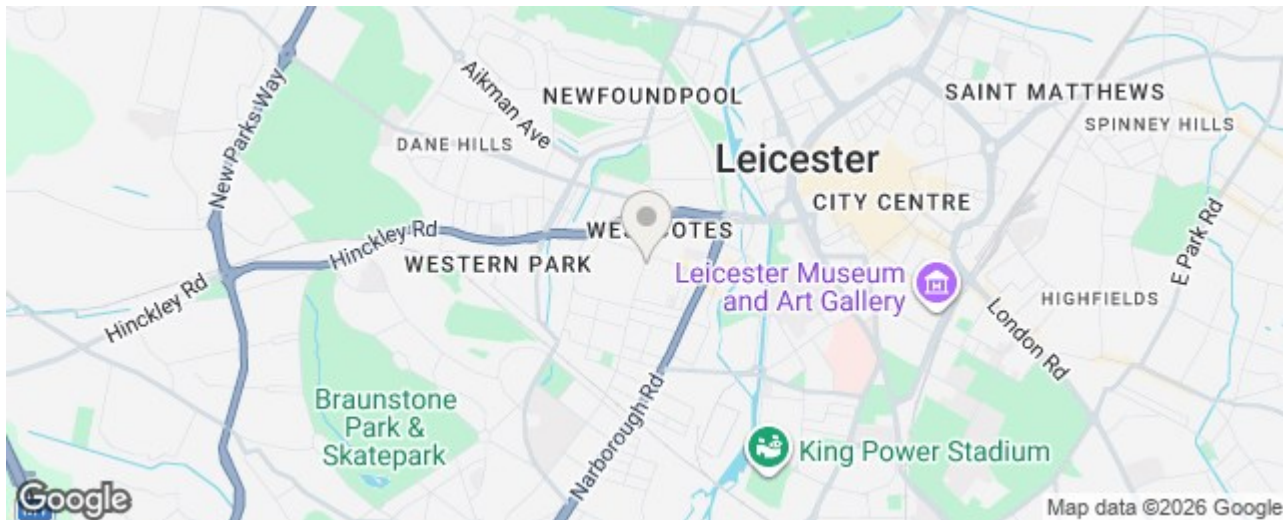 New Parks Way
Aikman Ave
NEWFOUNDPOOL
SAINT MATTHEWS
SPINNEY HILLS
DANE HILLS
Leicester
CITY CENTRE
E Park Rd
Hinckley Rd
WESTERN PARK
Leicester Museum
and Art Gallery
HIGHFIELDS
Hinckley Rd
London Rd
Narborough Rd
Braunstone
Park &
Skatepark
King Power Stadium
Google
Map data ©2026 Google